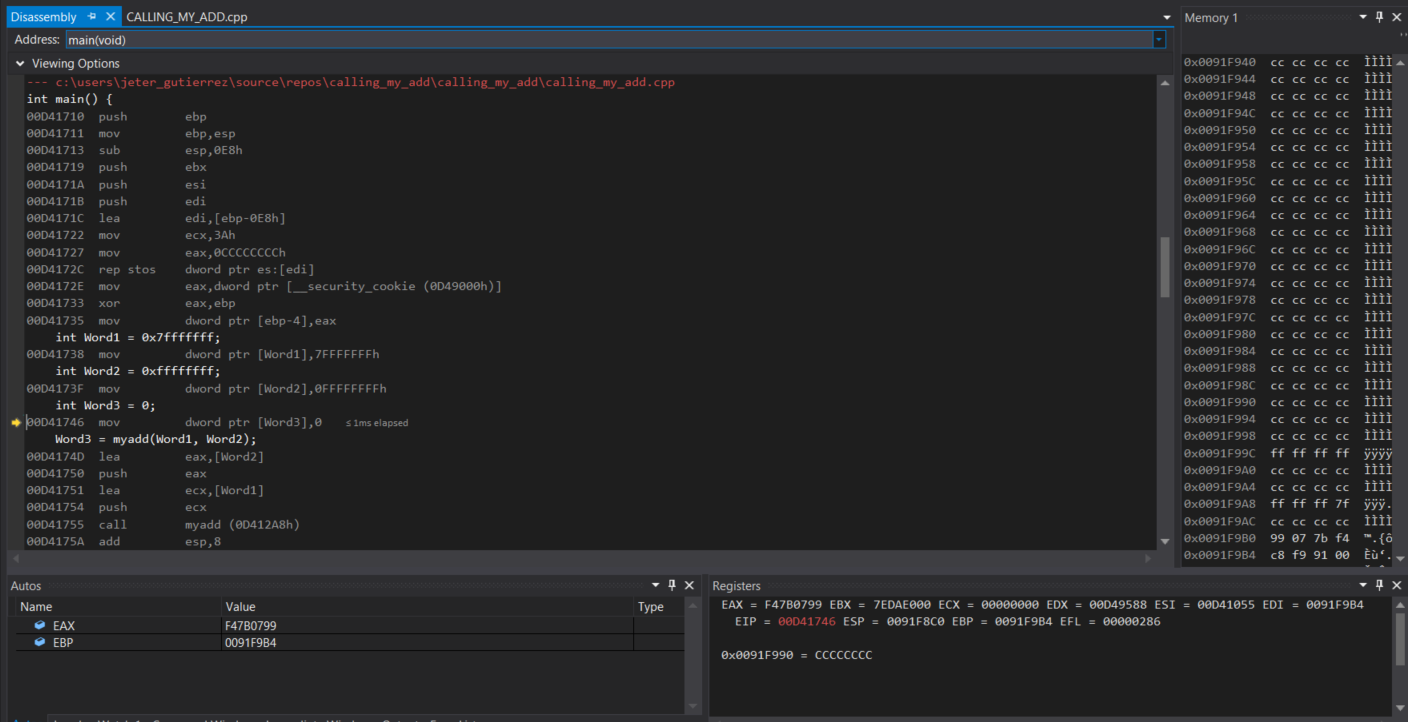 Disassembly CALLING_MY_ADD.cpp
Address: main(void)
Viewing Options
--- c:\users\jeter_gutierrez\source\repos\calling_my_add\calling_my_add\calling_my_add.cpp
int main() {
00D41710 push ebp
00D41711 mov ebp,esp
00D41713 sub esp,0E8h
00D41719 push ebx
00D4171A push esi
00D4171B push edi
00D4171C lea edi,[ebp-0E8h]
00D41722 mov ecx,3Ah
00D41727 mov eax,0CCCCCCCCh
00D4172C rep stos dword ptr es:[edi]
00D4172E mov eax,dword ptr [__security_cookie (0D49000h)]
00D41733 xor eax,ebp
00D41735 mov dword ptr [ebp-4],eax
int Word1 = 0x7fffffff;
00D41738 mov dword ptr [Word1],7FFFFFFFh
int Word2 = 0xffffffff;
00D4173F mov dword ptr [Word2],0FFFFFFFFh
int Word3 = 0;
00D41746 mov dword ptr [Word3],0 ≤1ms elapsed
Word3 = myadd(Word1, Word2);
00D4174D lea eax,[Word2]
00D41750 push eax
00D41751 lea ecx,[Word1]
00D41754 push ecx
00D41755 call myadd (0D412A8h)
00D4175A add esp,8
Memory 1
0x0091F940 cc cc cc cc ÌÌÌÌ
0x0091F944 cc cc cc cc ÌÌÌÌ
0x0091F948 cc cc cc cc ÌÌÌÌ
0x0091F94C cc cc cc cc ÌÌÌÌ
0x0091F950 cc cc cc cc ÌÌÌÌ
0x0091F954 cc cc cc cc ÌÌÌÌ
0x0091F958 cc cc cc cc ÌÌÌÌ
0x0091F95C cc cc cc cc ÌÌÌÌ
0x0091F960 cc cc cc cc ÌÌÌÌ
0x0091F964 cc cc cc cc ÌÌÌÌ
0x0091F968 cc cc cc cc ÌÌÌÌ
0x0091F96C cc cc cc cc ÌÌÌÌ
0x0091F970 cc cc cc cc ÌÌÌÌ
0x0091F974 cc cc cc cc ÌÌÌÌ
0x0091F978 cc cc cc cc ÌÌÌÌ
0x0091F97C cc cc cc cc ÌÌÌÌ
0x0091F980 cc cc cc cc ÌÌÌÌ
0x0091F984 cc cc cc cc ÌÌÌÌ
0x0091F988 cc cc cc cc ÌÌÌÌ
0x0091F98C cc cc cc cc ÌÌÌÌ
0x0091F990 cc cc cc cc ÌÌÌÌ
0x0091F994 cc cc cc cc ÌÌÌÌ
0x0091F998 cc cc cc cc ÌÌÌÌ
0x0091F99C ff ff ff ff ÿÿÿÿ
0x0091F9A0 cc cc cc cc ÌÌÌÌ
0x0091F9A4 cc cc cc cc ÌÌÌÌ
0x0091F9A8 ff ff ff 7f ÿÿÿ.
0x0091F9AC cc cc cc cc ÌÌÌÌ
0x0091F9B0 99 07 7b f4 ™.{ô
0x0091F9B4 c8 f9 91 00 Èù‘.
Autos
Name Value Type
EAX F47B0799
EBP 0091F9B4
Registers
EAX = F47B0799 EBX = 7EDAE000 ECX = 00000000 EDX = 00D49588 ESI = 00D41055 EDI = 0091F9B4
EIP = 00D41746 ESP = 0091F8C0 EBP = 0091F9B4 EFL = 00000286
0x0091F990 = CCCCCCCC